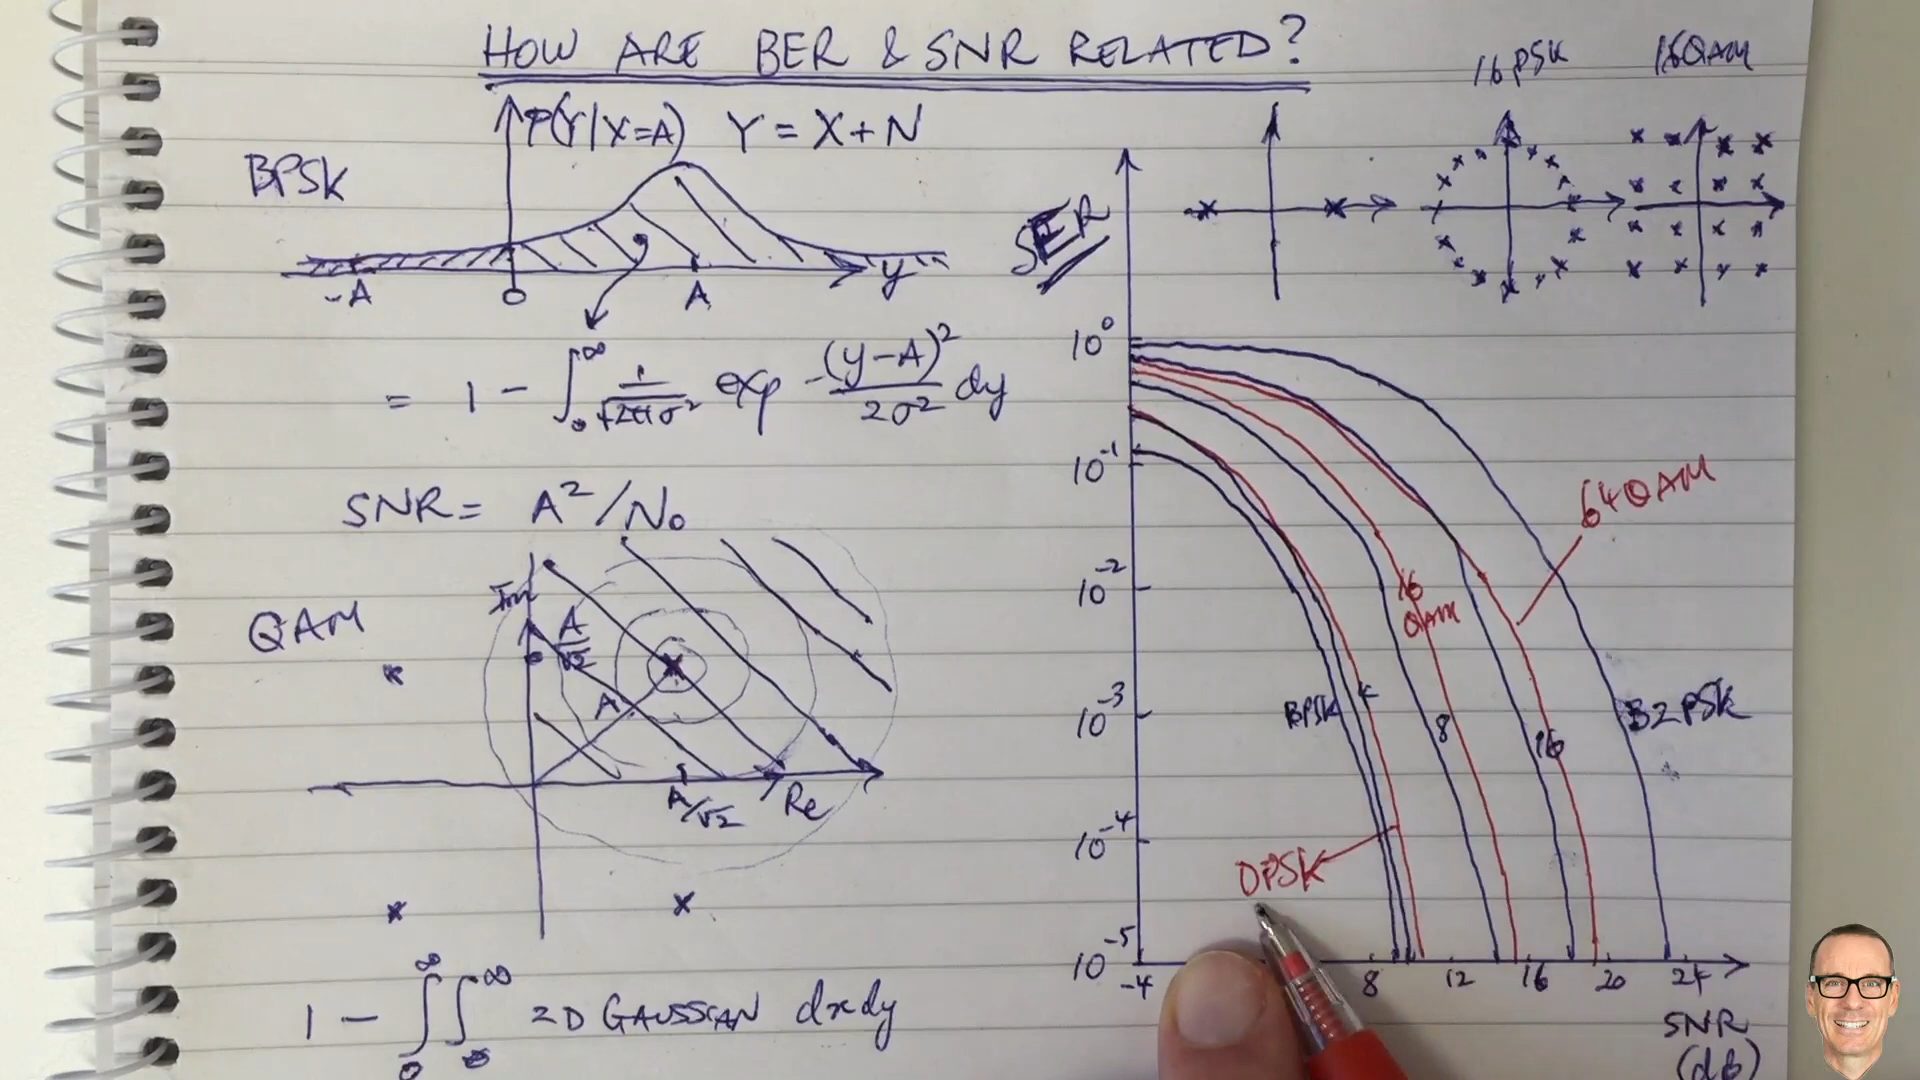 HOW ARE BER & SNR RELATED?
P(Y|X=A) Y = X+N
BPSK
-A 0 A y
= 1 - ∫₀^∞ 1/√2πσ² exp -(y-A)²/2σ² dy
SNR = A²/N₀
QAM
Im
A/√2
A
A/√2 Re
1 - ∫₀^∞ ∫₀^∞ 2D GAUSSIAN dxdy
16PSK 16QAM
SER
10⁰
10⁻¹
10⁻²
10⁻³
10⁻⁴
10⁻⁵
64QAM
16
QAM
BPSK 4 8 16 32PSK
DPSK
-4 8 12 16 20 24
SNR
(dB)